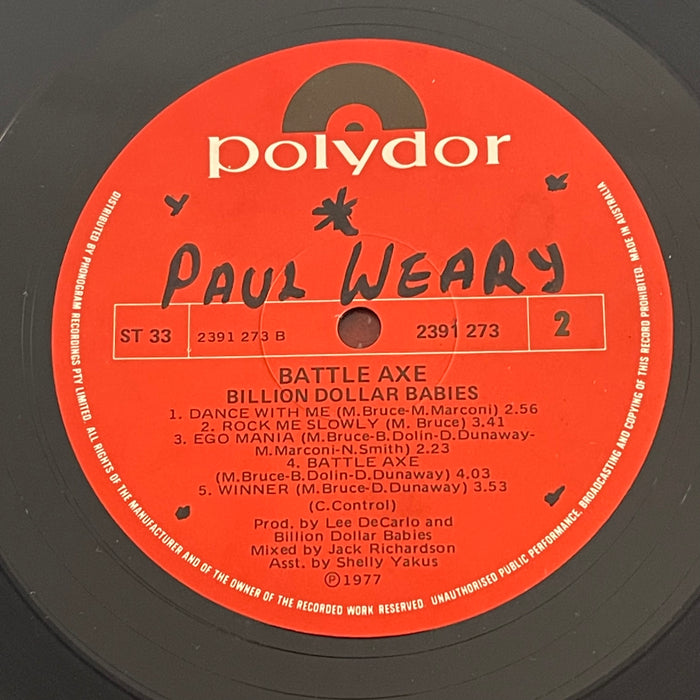 polydor
*
PAUL WEARY
ST 33 2391 273 B 2391 273 2
BATTLE AXE
BILLION DOLLAR BABIES
1. DANCE WITH ME (M.Bruce-M.Marconi) 2.56
2. ROCK ME SLOWLY (M. Bruce) 3.41
3. EGO MANIA (M.Bruce-B.Dolin-D.Dunaway-
M.Marconi-N.Smith) 2.23
4. BATTLE AXE
(M.Bruce-B.Dolin-D.Dunaway) 4.03
5. WINNER (M.Bruce-D.Dunaway) 3.53
(C.Control)
Prod. by Lee DeCarlo and
Billion Dollar Babies
Mixed by Jack Richardson
Asst. by Shelly Yakus
℗1977
DISTRIBUTED BY PHONOGRAM RECORDINGS PTY LIMITED. ALL RIGHTS OF THE MANUFACTURER AND OF THE OWNER OF THE RECORDED WORK RESERVED. UNAUTHORISED PUBLIC PERFORMANCE, BROADCASTING AND COPYING OF THIS RECORD PROHIBITED. MADE IN AUSTRALIA